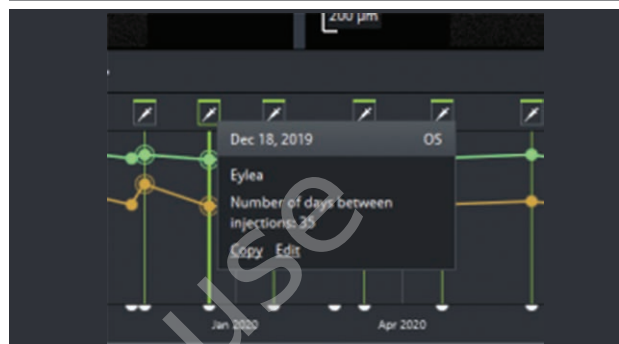 200 µm
Dec 18, 2019 OS
Eylea
Number of days between
injections: 35
Copy Edit
Jan 2020 Apr 2020
use